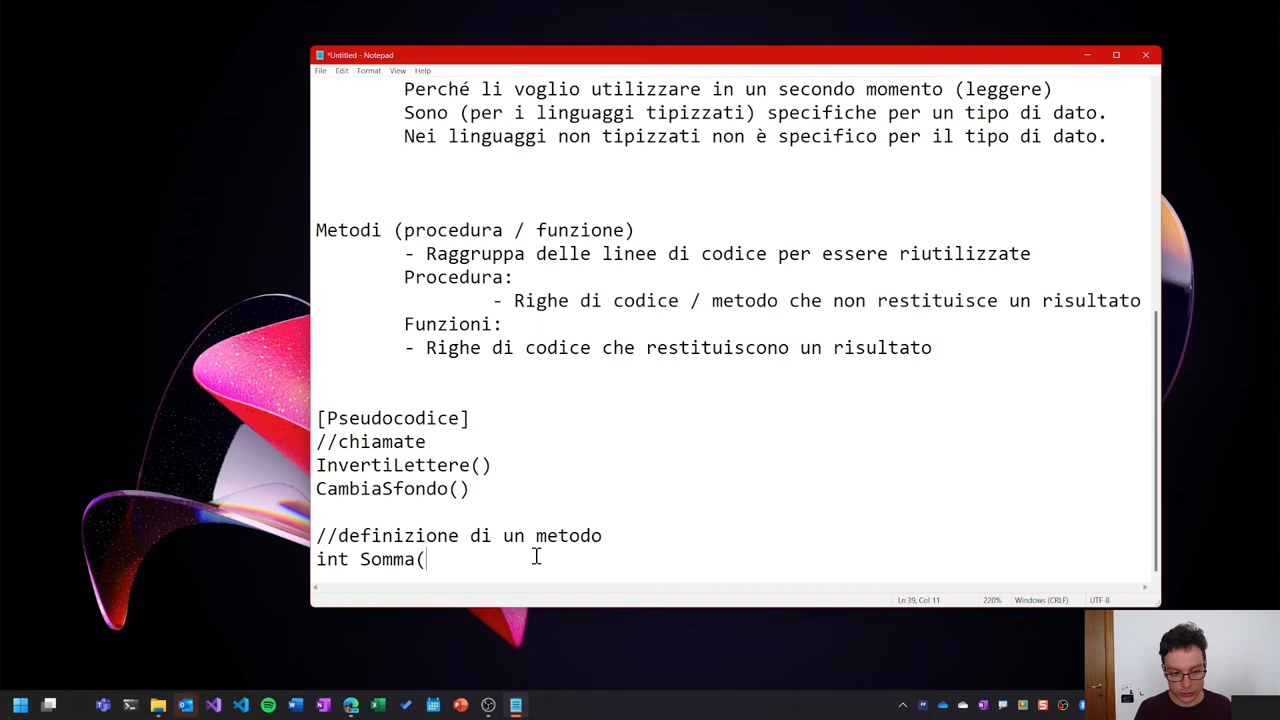 *Untitled - Notepad
File Edit Format View Help
Perché li voglio utilizzare in un secondo momento (leggere)
Sono (per i linguaggi tipizzati) specifiche per un tipo di dato.
Nei linguaggi non tipizzati non è specifico per il tipo di dato.
Metodi (procedura / funzione)
- Raggruppa delle linee di codice per essere riutilizzate
Procedura:
- Righe di codice / metodo che non restituisce un risultato
Funzioni:
- Righe di codice che restituiscono un risultato
[Pseudocodice]
//chiamate
InvertiLettere()
CambiaSfondo()
//definizione di un metodo
int Somma(
Ln 39, Col 11 220% Windows (CRLF) UTF-8